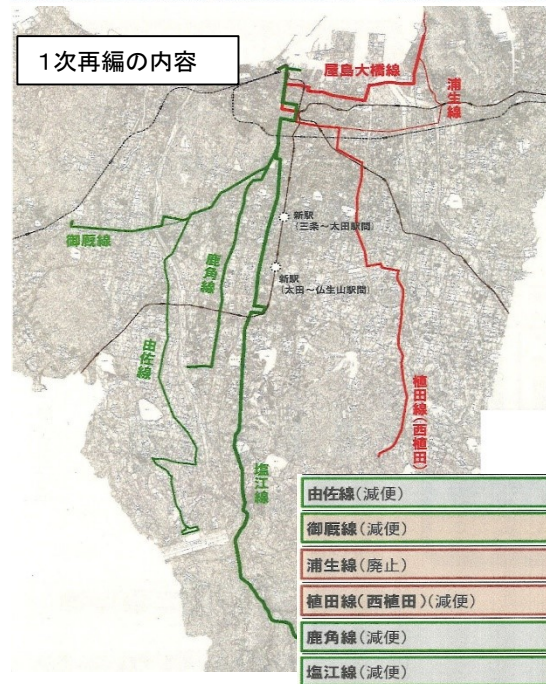 1次再編の内容
屋島大橋線
浦生線
新駅
(三条～太田駅間)
御厩線
鹿角線
新駅
(太田～仏生山駅間)
由佐線
植田線(西植田)
塩江線
由佐線(減便)
御厩線(減便)
浦生線(廃止)
植田線(西植田)(減便)
鹿角線(減便)
塩江線(減便)